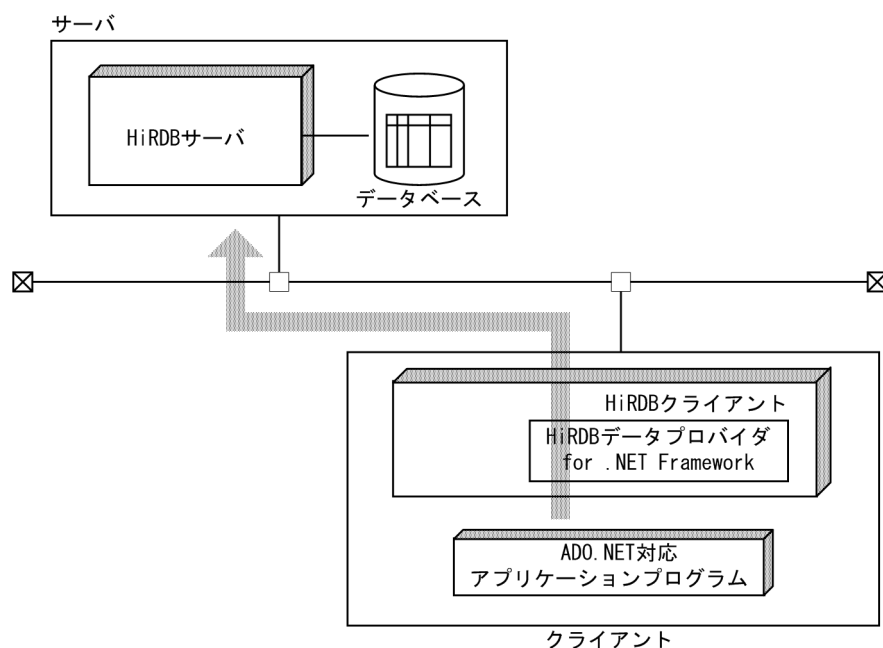 サーバ
HiRDBサーバ
データベース
HiRDBクライアント
HiRDBデータプロバイダ
for .NET Framework
ADO.NET対応
アプリケーションプログラム
クライアント